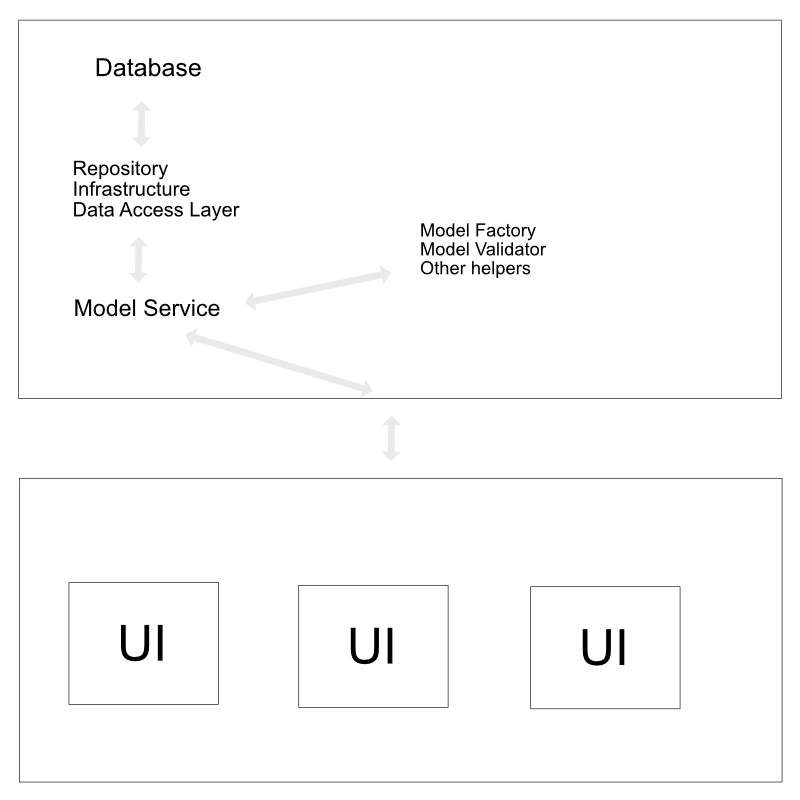 Database
Repository
Infrastructure
Data Access Layer
Model Factory
Model Validator
Other helpers
Model Service
UI
UI
UI